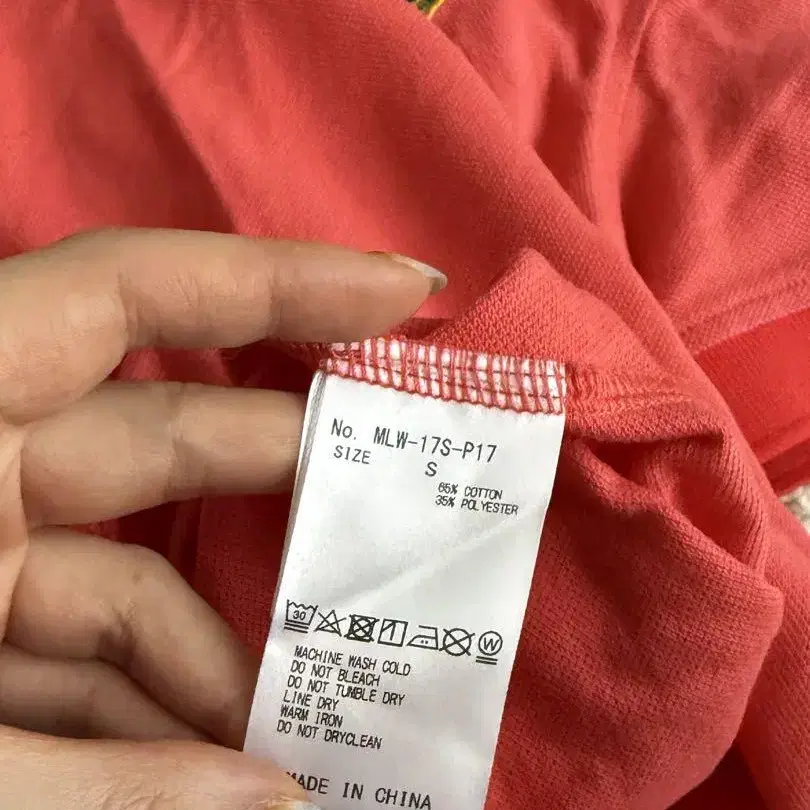 No. MLW-17S-P17
SIZE S
65% COTTON
35% POLYESTER
30
W
MACHINE WASH COLD
DO NOT BLEACH
DO NOT TUMBLE DRY
LINE DRY
WARM IRON
DO NOT DRYCLEAN
MADE IN CHINA